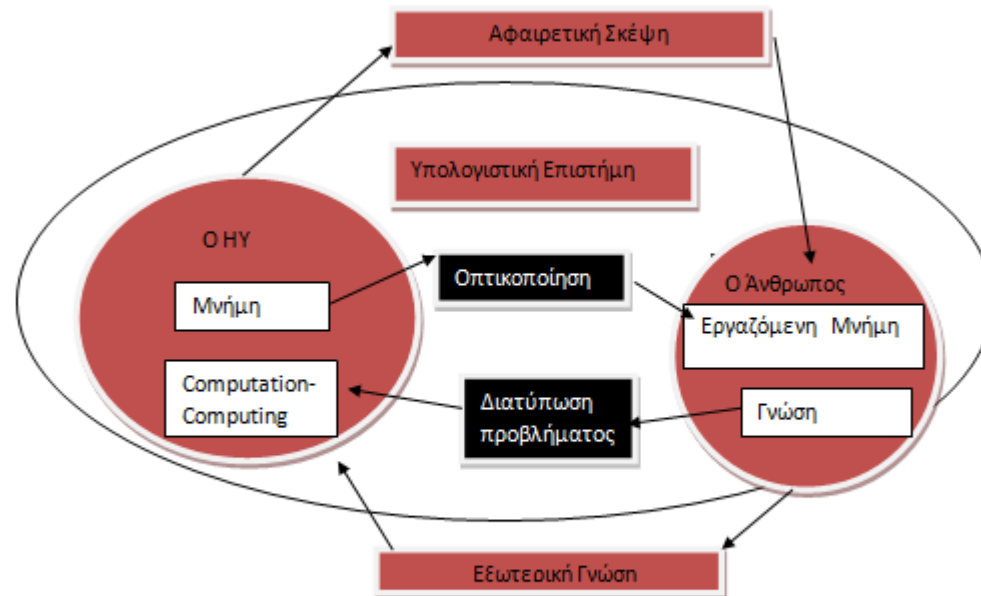 Αφαιρετική Σκέψη
Υπολογιστική Επιστήμη
Ο ΗΥ
Μνήμη
Computation-
Computing
Οπτικοποίηση
Διατύπωση
προβλήματος
Ο Άνθρωπος
Εργαζόμενη Μνήμη
Γνώση
Εξωτερική Γνώση